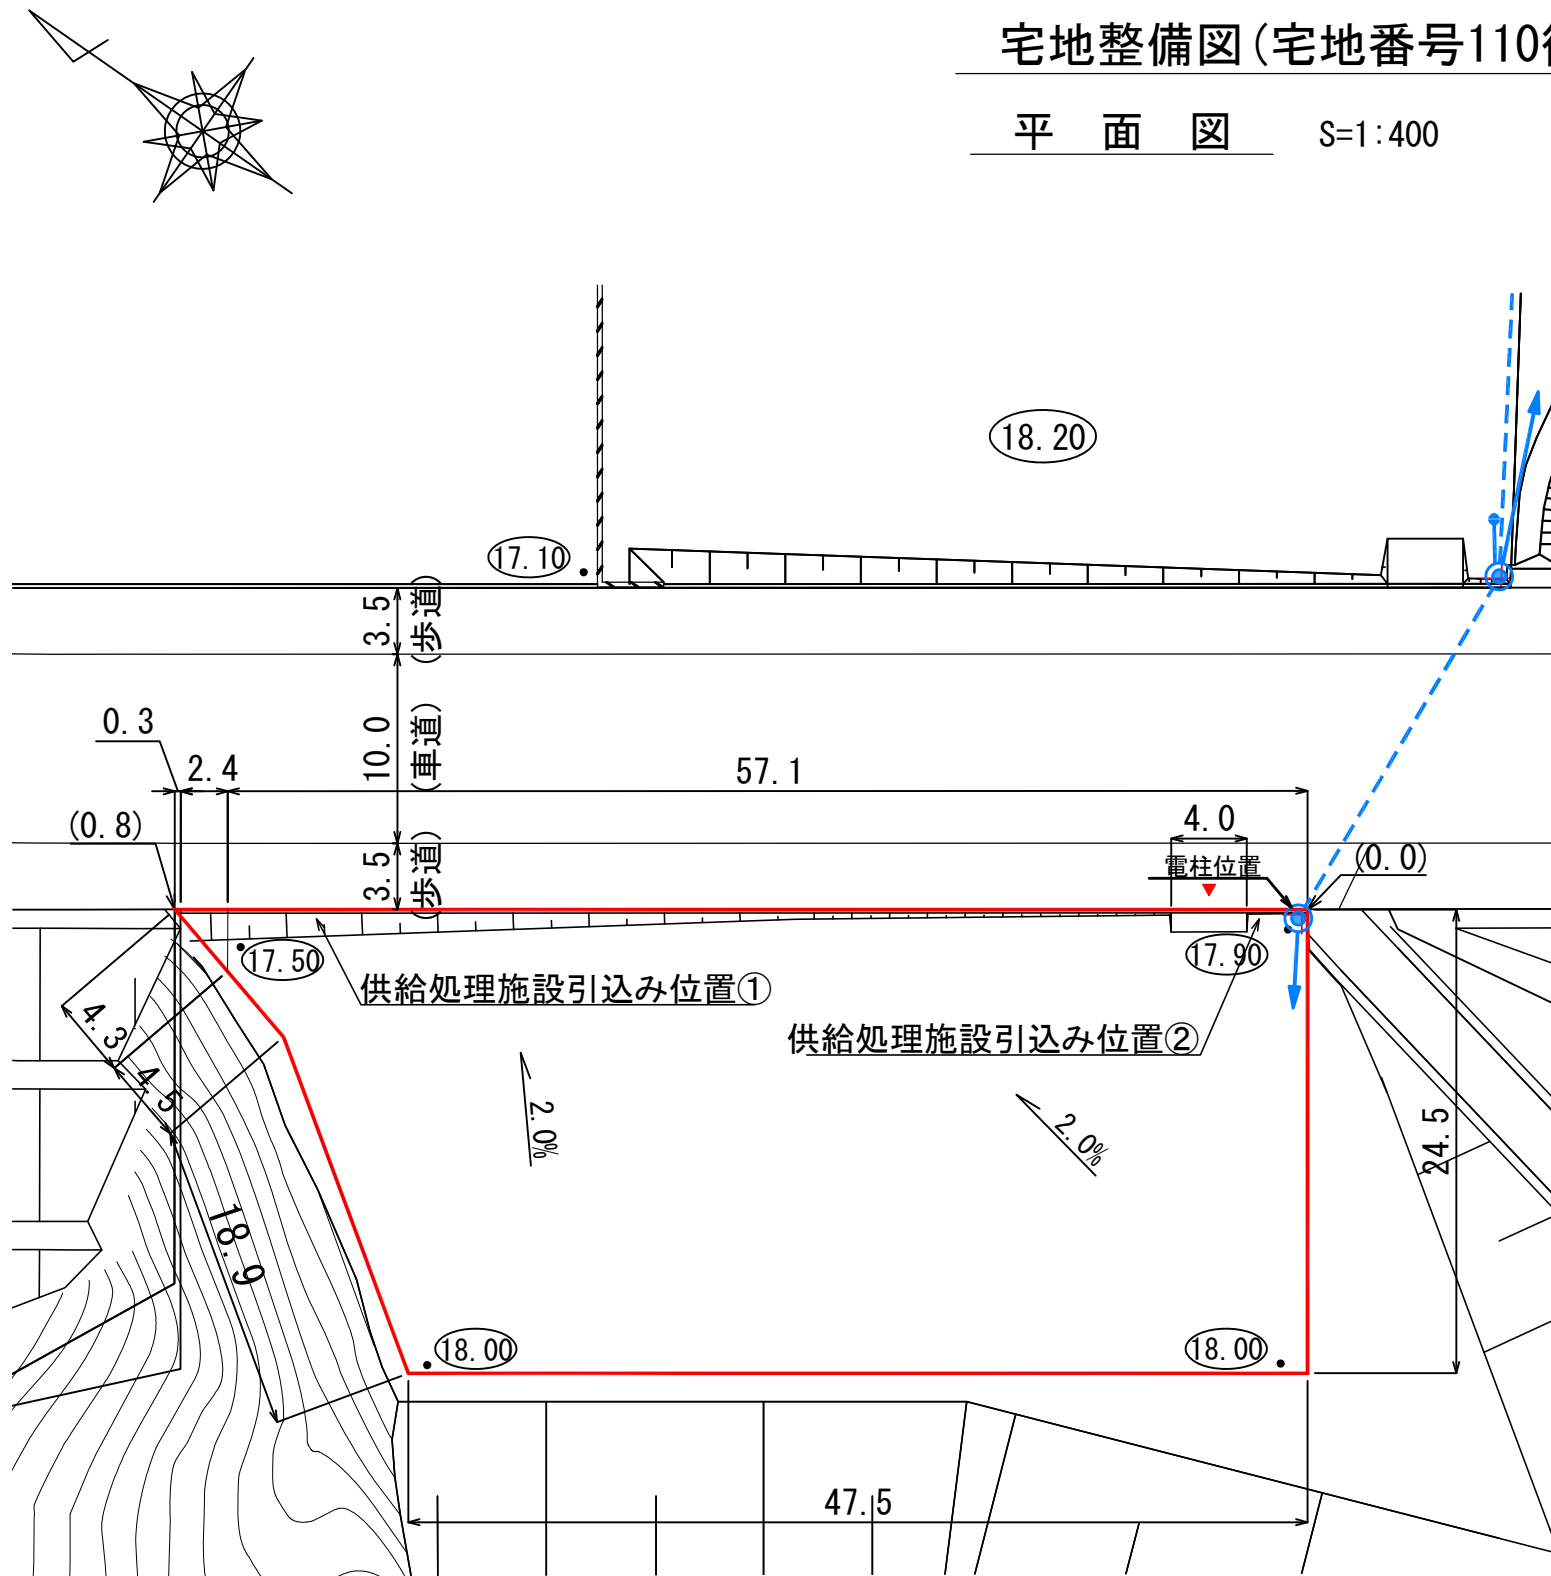 宅地整備図(宅地番号110街
平 面 図 S=1:400
18.20
17.10
3.5
(歩道)
10.0
(車道)
3.5
(歩道)
0.3
2.4
57.1
(0.8)
4.0
電柱位置
(0.0)
17.50
17.90
供給処理施設引込み位置①
供給処理施設引込み位置②
4.3
4.5
18.9
2.0%
2.0%
24.5
18.00
18.00
47.5